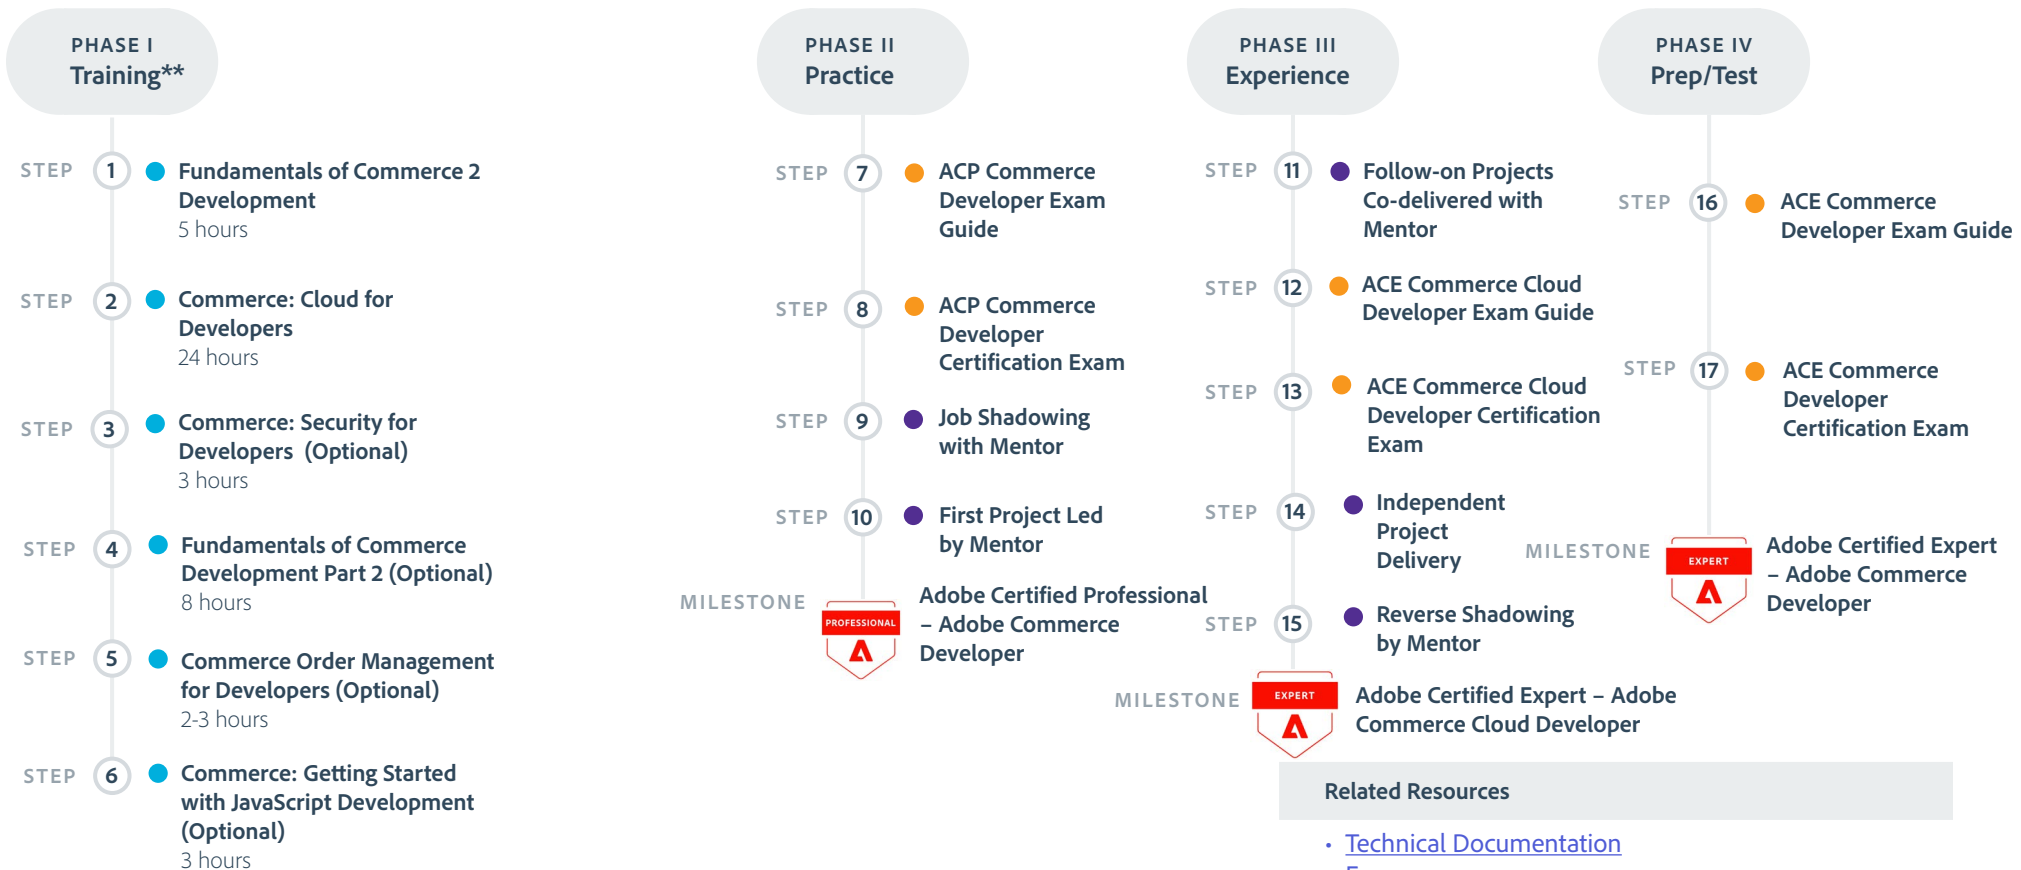 PHASE I
Training**
STEP 1 Fundamentals of Commerce 2
Development
5 hours
STEP 2 Commerce: Cloud for
Developers
24 hours
STEP 3 Commerce: Security for
Developers (Optional)
3 hours
STEP 4 Fundamentals of Commerce
Development Part 2 (Optional)
8 hours
STEP 5 Commerce Order Management
for Developers (Optional)
2-3 hours
STEP 6 Commerce: Getting Started
with JavaScript Development
(Optional)
3 hours
PHASE II
Practice
STEP 7 ACP Commerce
Developer Exam
Guide
STEP 8 ACP Commerce
Developer
Certification Exam
STEP 9 Job Shadowing
with Mentor
STEP 10 First Project Led
by Mentor
MILESTONE
PROFESSIONAL
Adobe Certified Professional
– Adobe Commerce
Developer
PHASE III
Experience
STEP 11 Follow-on Projects
Co-delivered with
Mentor
STEP 12 ACE Commerce Cloud
Developer Exam Guide
STEP 13 ACE Commerce Cloud
Developer Certification
Exam
STEP 14 Independent
Project
Delivery
STEP 15 Reverse Shadowing
by Mentor
MILESTONE
EXPERT
Adobe Certified Expert – Adobe
Commerce Cloud Developer
PHASE IV
Prep/Test
STEP 16 ACE Commerce
Developer Exam Guide
STEP 17 ACE Commerce
Developer
Certification Exam
MILESTONE
EXPERT
Adobe Certified Expert
– Adobe Commerce
Developer
Related Resources
• Technical Documentation